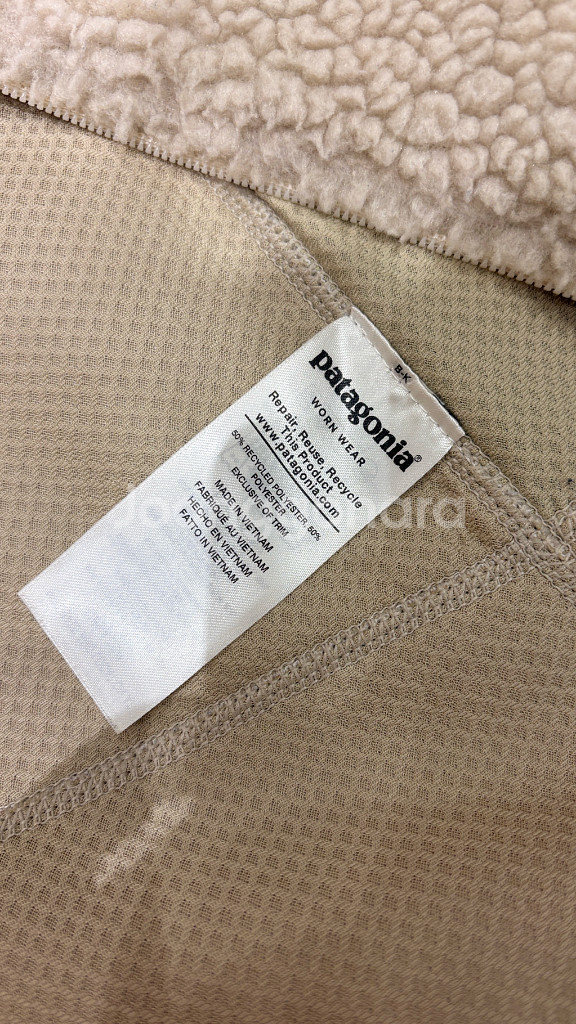 B-K
patagonia®
WORN WEAR
Repair, Reuse, Recycle
This Product
www.patagonia.com
50% RECYCLED POLYESTER 50%
POLYESTER
EXCLUSIVE OF TRIM
MADE IN VIETNAM
FABRIQUÉ AU VIETNAM
HECHO EN VIETNAM
FATTO IN VIETNAM